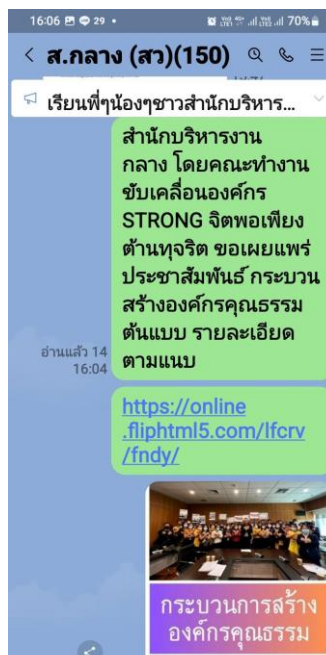 16:06 29 • 70%
ส.กลาง (สว)(150)
เรียนพี่ๆน้องๆชาวสำนักบริหาร...
สำนักบริหารงาน
กลาง โดยคณะทำงาน
ขับเคลื่อนองค์กร
STRONG จิตพอเพียง
ต้านทุจริต ขอเผยแพร่
ประชาสัมพันธ์ กระบวน
สร้างองค์กรคุณธรรม
ต้นแบบ รายละเอียด
ตามแนบ
อ่านแล้ว 14
16:04
https://online
.fliphtml5.com/lfcrv
/fndy/
กระบวนการสร้าง
องค์กรคุณธรรม